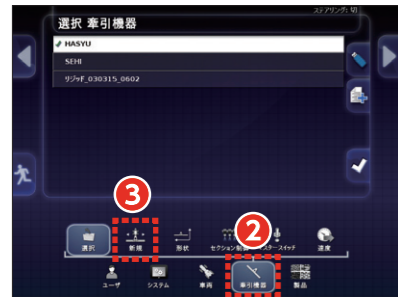 ステアリング: 切
選択 牽引機器
HASYU
SEHI
リジッF_030315_0602
3
2
選択
新規
形状
セクション制御
マスタースイッチ
速度
ユーザ
システム
車両
牽引機器
製品